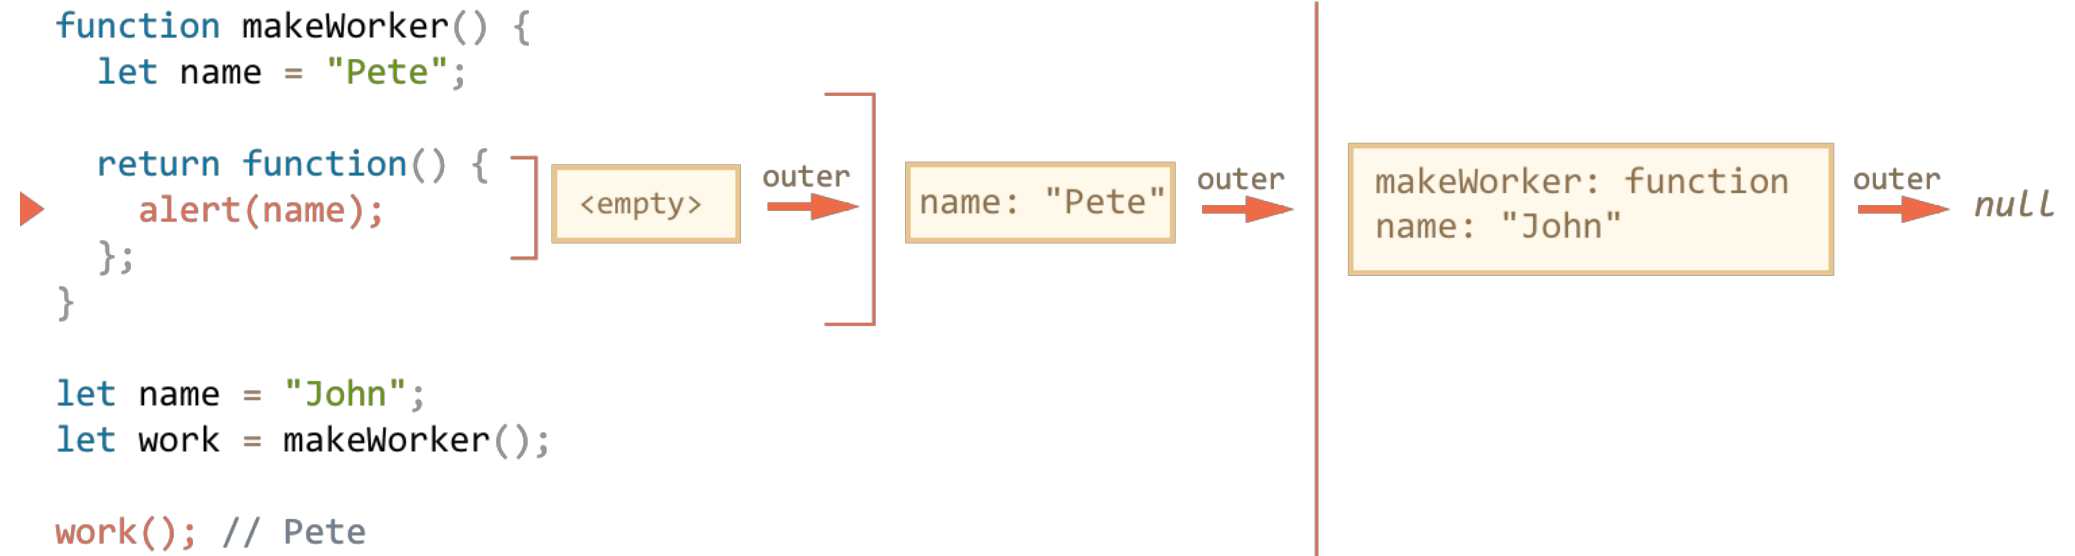 function makeWorker() {
let name = "Pete";
return function() {
alert(name);
};
}
let name = "John";
let work = makeWorker();
work(); // Pete
<empty>
outer
name: "Pete"
outer
makeWorker: function
name: "John"
outer
null